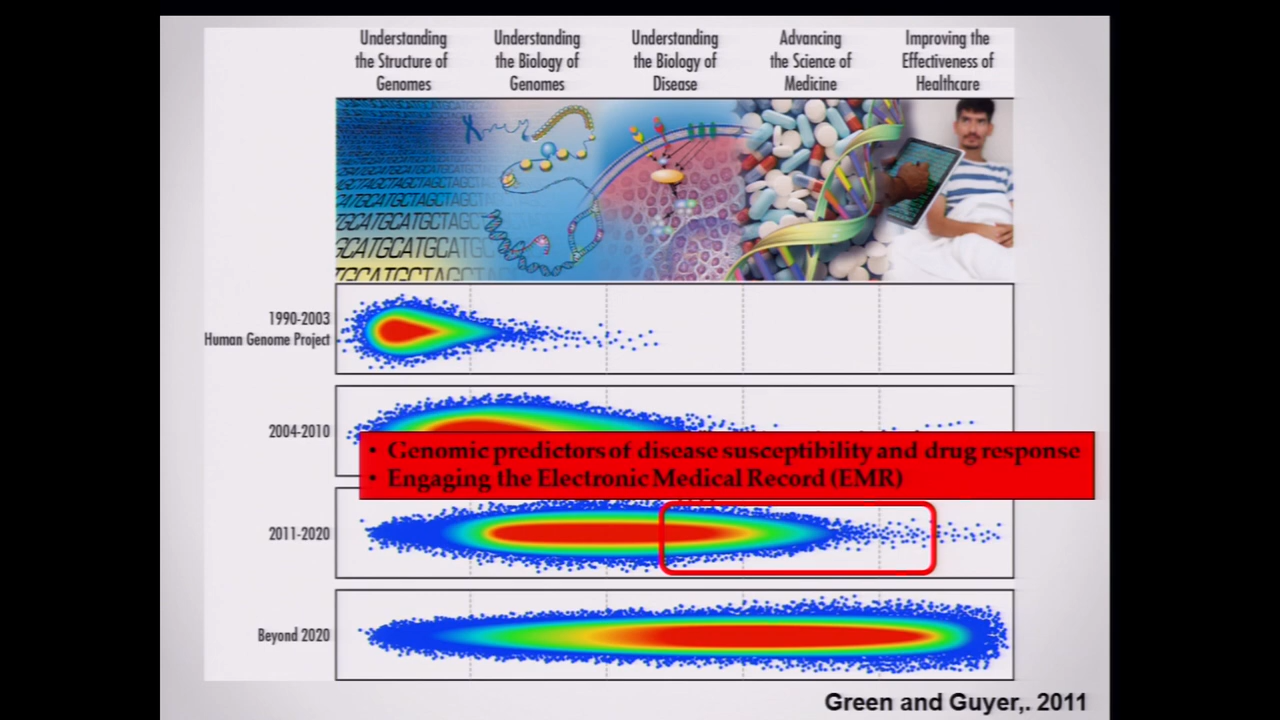 Understanding
the Structure of
Genomes
Understanding
the Biology of
Genomes
Understanding
the Biology of
Disease
Advancing
the Science of
Medicine
Improving the
Effectiveness of
Healthcare
GCATGCATGCTAGC
GCATGCATGCATG
1990-2003
Human Genome Project
2004-2010
• Genomic predictors of disease susceptibility and drug response
• Engaging the Electronic Medical Record (EMR)
2011-2020
Beyond 2020
Green and Guyer,. 2011